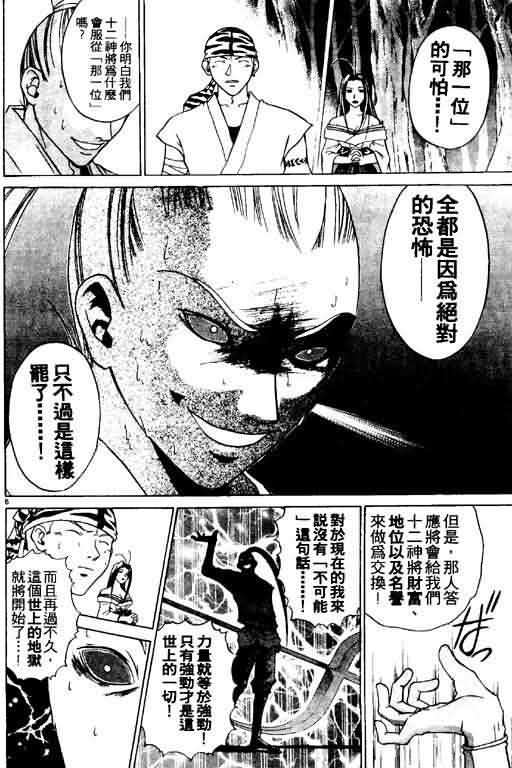 「那一位」
的可怕…！
——你明白我們
十二神將為什麼
會服從「那一位」
嗎？
全都是因為絕對
的恐怖——
只不過是這樣
罷了……！
但是，那人答
應將會給我們
十二神將財富、
地位以及名譽
來做為交換！
對於現在的我來
說沒有「不可能
」這句話……！
力量就等於強勁！
只有強勁才是這
世上的一切！
而且再過不久，
這個世上的地獄
就將開始了…！
6